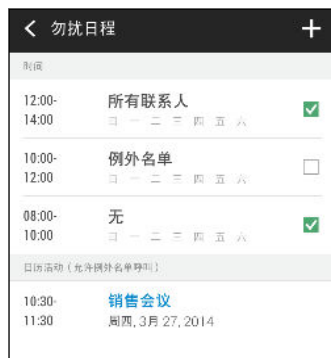 勿扰日程
时间
12:00-
14:00
所有联系人
日 一 二 三 四 五 六
10:00-
12:00
例外名单
日 一 二 三 四 五 六
08:00-
10:00
无
日 一 二 三 四 五 六
日历活动(允许例外名单呼叫)
10:30-
11:30
销售会议
周四, 3月 27, 2014